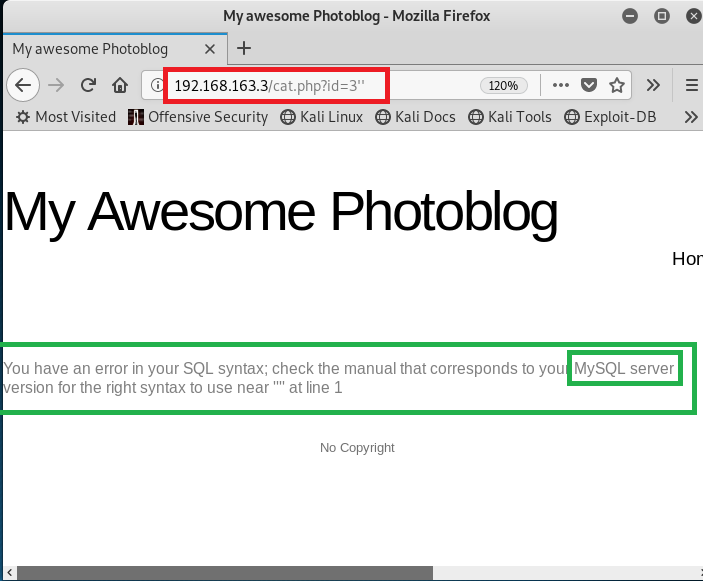 My awesome Photoblog - Mozilla Firefox
My awesome Photoblog
192.168.163.3/cat.php?id=3'' 120%
Most Visited Offensive Security Kali Linux Kali Docs Kali Tools Exploit-DB
My Awesome Photoblog
Hom
You have an error in your SQL syntax; check the manual that corresponds to your MySQL server
version for the right syntax to use near '''' at line 1
No Copyright